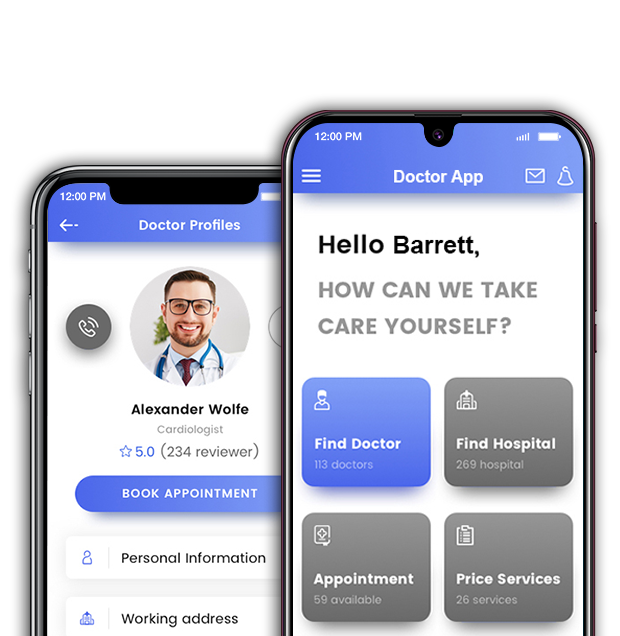 12:00 PM
Doctor Profiles
Alexander Wolfe
Cardiologist
5.0 (234 reviewer)
BOOK APPOINTMENT
Personal Information
Working address
12:00 PM
Doctor App
Hello Barrett,
HOW CAN WE TAKE
CARE YOURSELF?
Find Doctor
113 doctors
Find Hospital
269 hospital
Appointment
59 available
Price Services
26 services